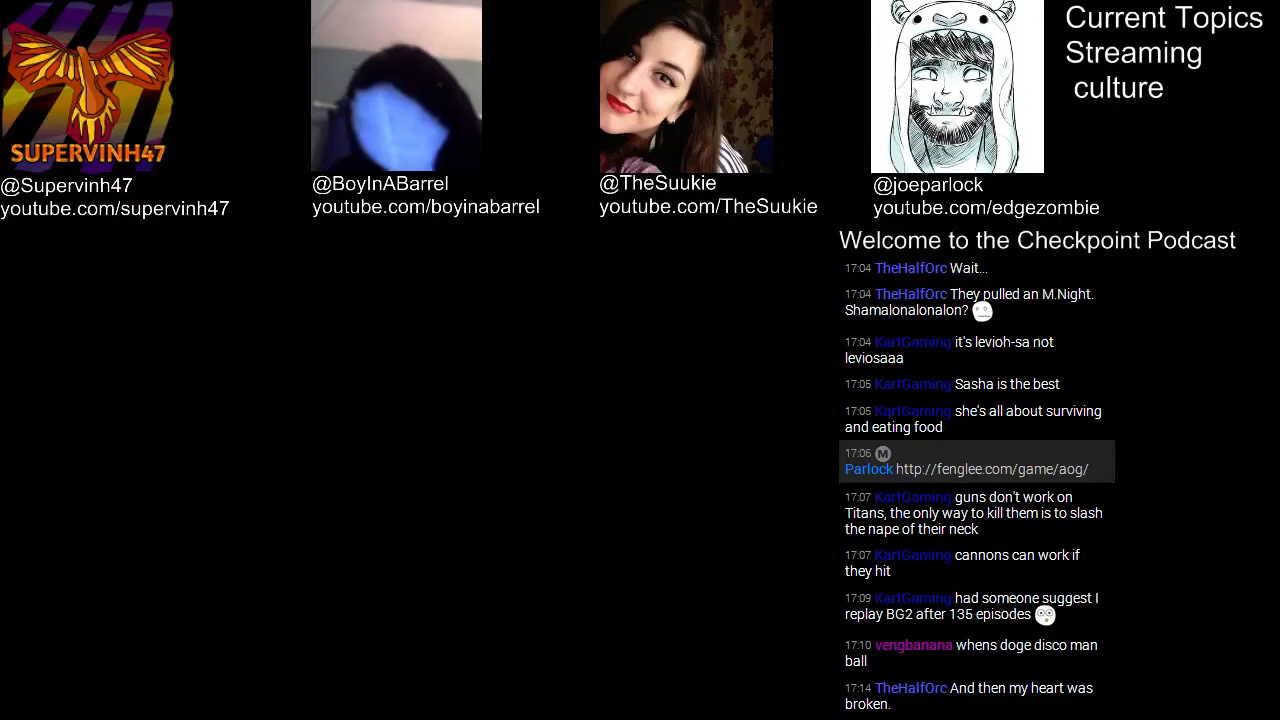 SUPERVINH47
@Supervinh47
youtube.com/supervinh47
@BoyInABarrel
youtube.com/boyinabarrel
@TheSuukie
youtube.com/TheSuukie
@joeparlock
youtube.com/edgezombie
Current Topics
Streaming
culture
Welcome to the Checkpoint Podcast
17:04 TheHalfOrc Wait...
17:04 TheHalfOrc They pulled an M.Night.
Shamalonalonalon?
17:04 Kar1Gaming it's levioh-sa not
leviosaaa
17:05 Kar1Gaming Sasha is the best
17:05 Kar1Gaming she's all about surviving
and eating food
17:06 M
Parlock http://fenglee.com/game/aog/
17:07 Kar1Gaming guns don't work on
Titans, the only way to kill them is to slash
the nape of their neck
17:07 Kar1Gaming cannons can work if
they hit
17:09 Kar1Gaming had someone suggest I
replay BG2 after 135 episodes
17:10 vengbanana whens doge disco man
ball
17:14 TheHalfOrc And then my heart was
broken.